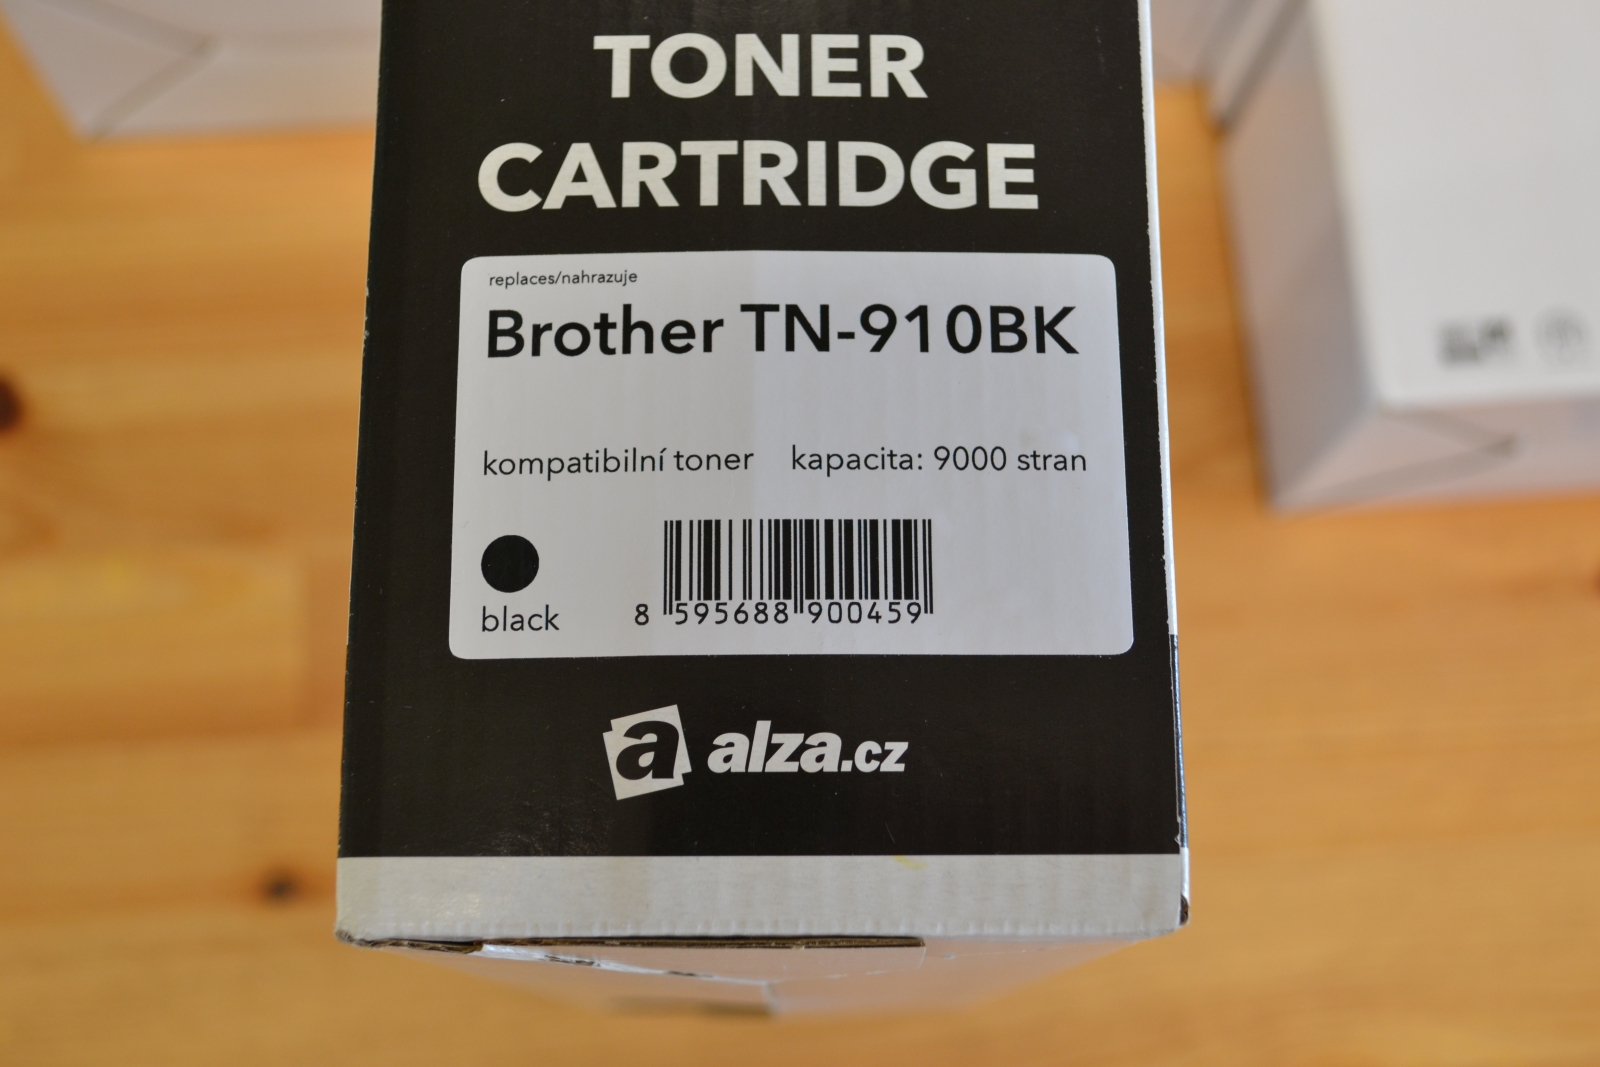 TONER
CARTRIDGE
replaces/nahrazuje
Brother TN-910BK
kompatibilní toner kapacita: 9000 stran
black
8 595688 900459
a alza.cz